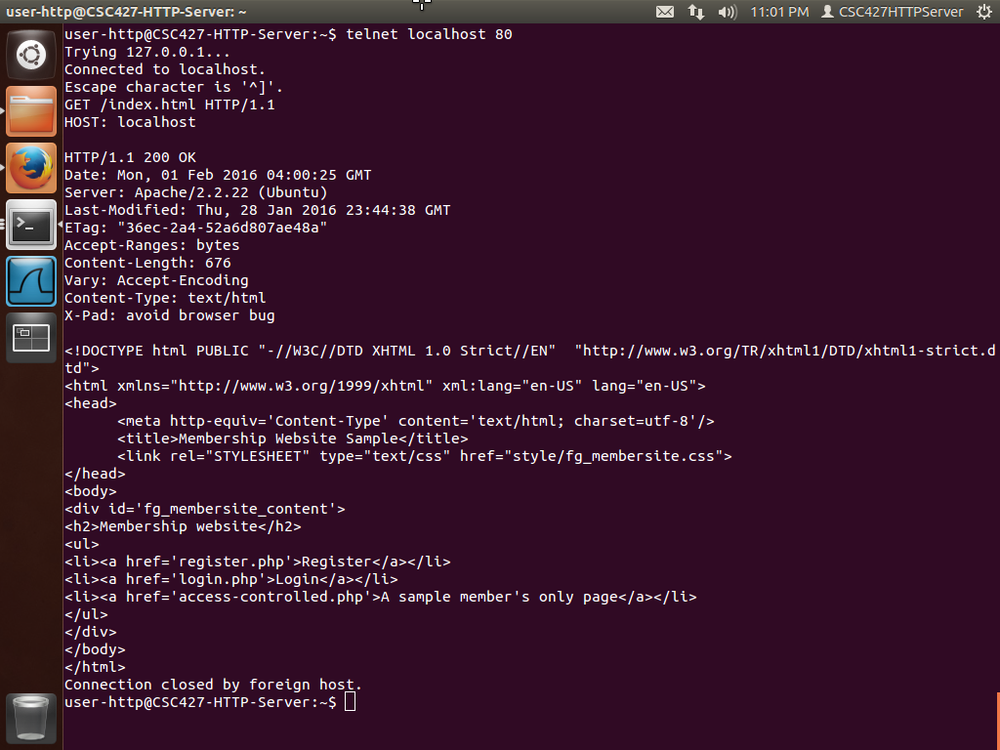 user-http@CSC427-HTTP-Server: ~ 11:01 PM CSC427HTTPServer
user-http@CSC427-HTTP-Server:~$ telnet localhost 80
Trying 127.0.0.1...
Connected to localhost.
Escape character is '^]'.
GET /index.html HTTP/1.1
HOST: localhost

HTTP/1.1 200 OK
Date: Mon, 01 Feb 2016 04:00:25 GMT
Server: Apache/2.2.22 (Ubuntu)
Last-Modified: Thu, 28 Jan 2016 23:44:38 GMT
ETag: "36ec-2a4-52a6d807ae48a"
Accept-Ranges: bytes
Content-Length: 676
Vary: Accept-Encoding
Content-Type: text/html
X-Pad: avoid browser bug

<!DOCTYPE html PUBLIC "-//W3C//DTD XHTML 1.0 Strict//EN"  "http://www.w3.org/TR/xhtml1/DTD/xhtml1-strict.d
td">
<html xmlns="http://www.w3.org/1999/xhtml" xml:lang="en-US" lang="en-US">
<head>
      <meta http-equiv='Content-Type' content='text/html; charset=utf-8'/>
      <title>Membership Website Sample</title>
      <link rel="STYLESHEET" type="text/css" href="style/fg_membersite.css">
</head>
<body>
<div id='fg_membersite_content'>
<h2>Membership website</h2>
<ul>
<li><a href='register.php'>Register</a></li>
<li><a href='login.php'>Login</a></li>
<li><a href='access-controlled.php'>A sample member's only page</a></li>
</ul>
</div>
</body>
</html>
Connection closed by foreign host.
user-http@CSC427-HTTP-Server:~$